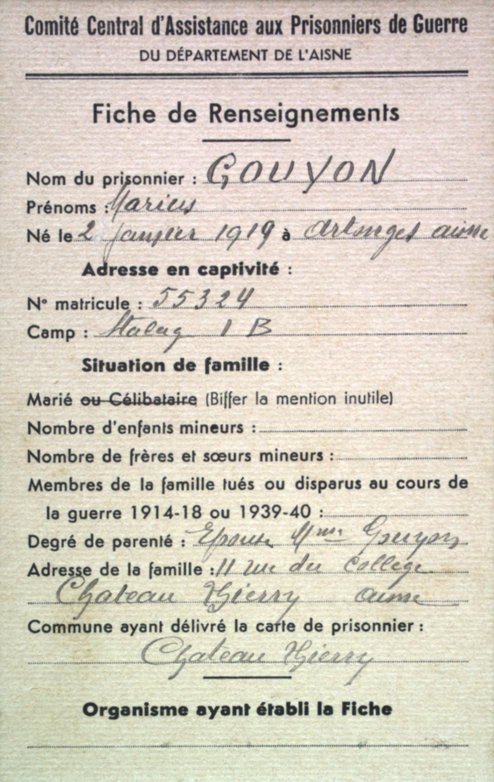 Comité Central d'Assistance aux Prisonniers de Guerre
DU DÉPARTEMENT DE L'AISNE
Fiche de Renseignements
Nom du prisonnier : GOUYON
Prénoms : Marius
Né le 2 janvier 1919 à Artonges aisne
Adresse en captivité :
N° matricule : 55324
Camp : Stalag I B
Situation de famille :
Marié ou Célibataire (Biffer la mention inutile)
Nombre d'enfants mineurs :
Nombre de frères et sœurs mineurs :
Membres de la famille tués ou disparus au cours de
la guerre 1914-18 ou 1939-40 :
Degré de parenté : Epouse Mme Gouyon
Adresse de la famille : 11 rue du College
Chateau Thierry aisne
Commune ayant délivré la carte de prisonnier :
Chateau Thierry
Organisme ayant établi la Fiche